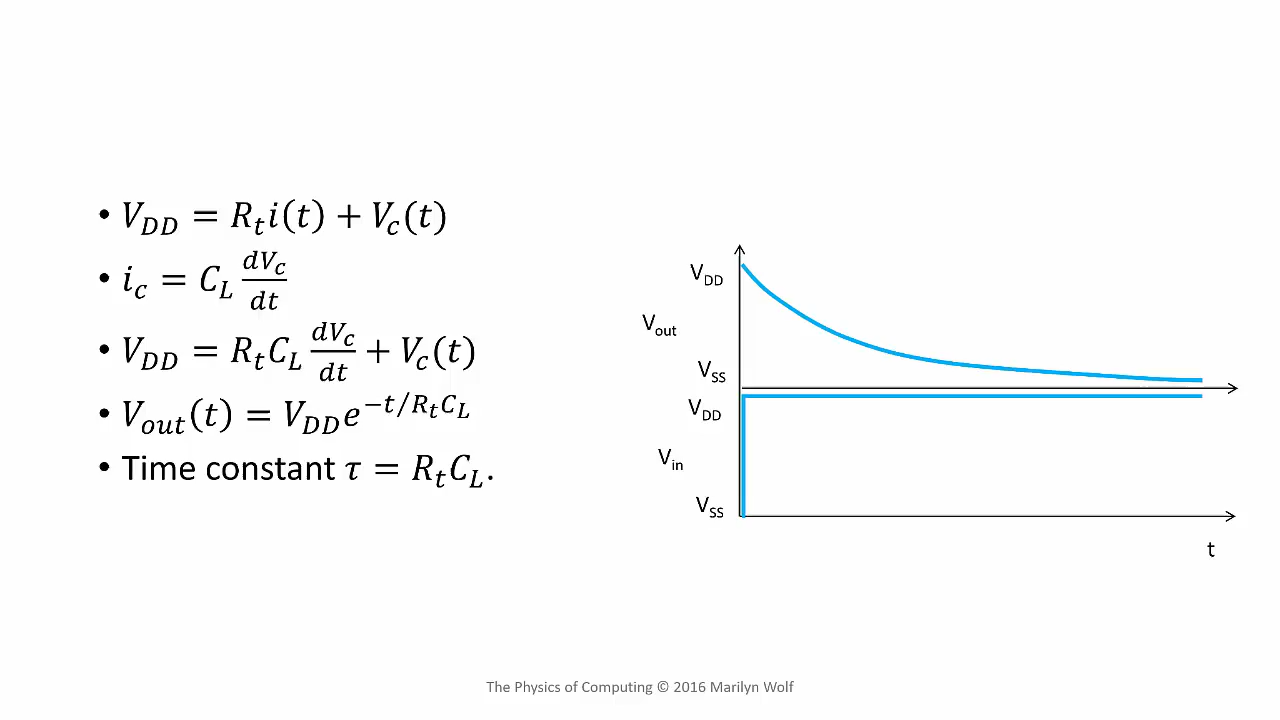 • V_DD = R_t i(t) + V_c(t)
• i_c = C_L dV_c/dt
• V_DD = R_t C_L dV_c/dt + V_c(t)
• V_out(t) = V_DD e^{−t/R_t C_L}
• Time constant τ = R_t C_L.
V_DD
V_out
V_SS
V_DD
V_in
V_SS
t
The Physics of Computing © 2016 Marilyn Wolf